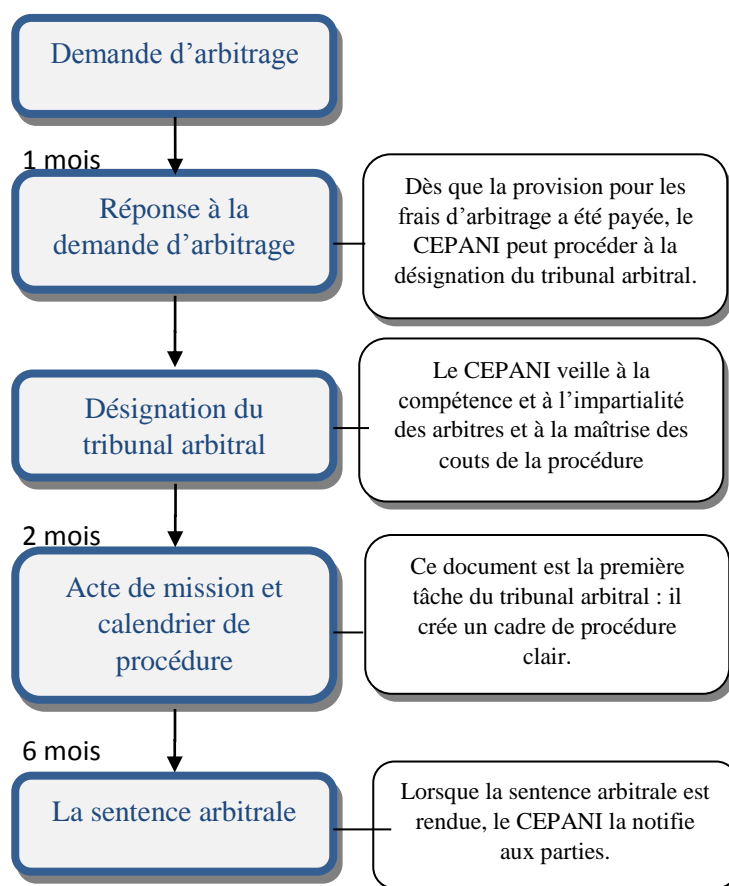 Demande d’arbitrage
1 mois
Réponse à la
demande d’arbitrage
Dès que la provision pour les
frais d’arbitrage a été payée, le
CEPANI peut procéder à la
désignation du tribunal arbitral.
Désignation du
tribunal arbitral
Le CEPANI veille à la
compétence et à l’impartialité
des arbitres et à la maîtrise des
couts de la procédure
2 mois
Acte de mission et
calendrier de
procédure
Ce document est la première
tâche du tribunal arbitral : il
crée un cadre de procédure
clair.
6 mois
La sentence arbitrale
Lorsque la sentence arbitrale est
rendue, le CEPANI la notifie
aux parties.